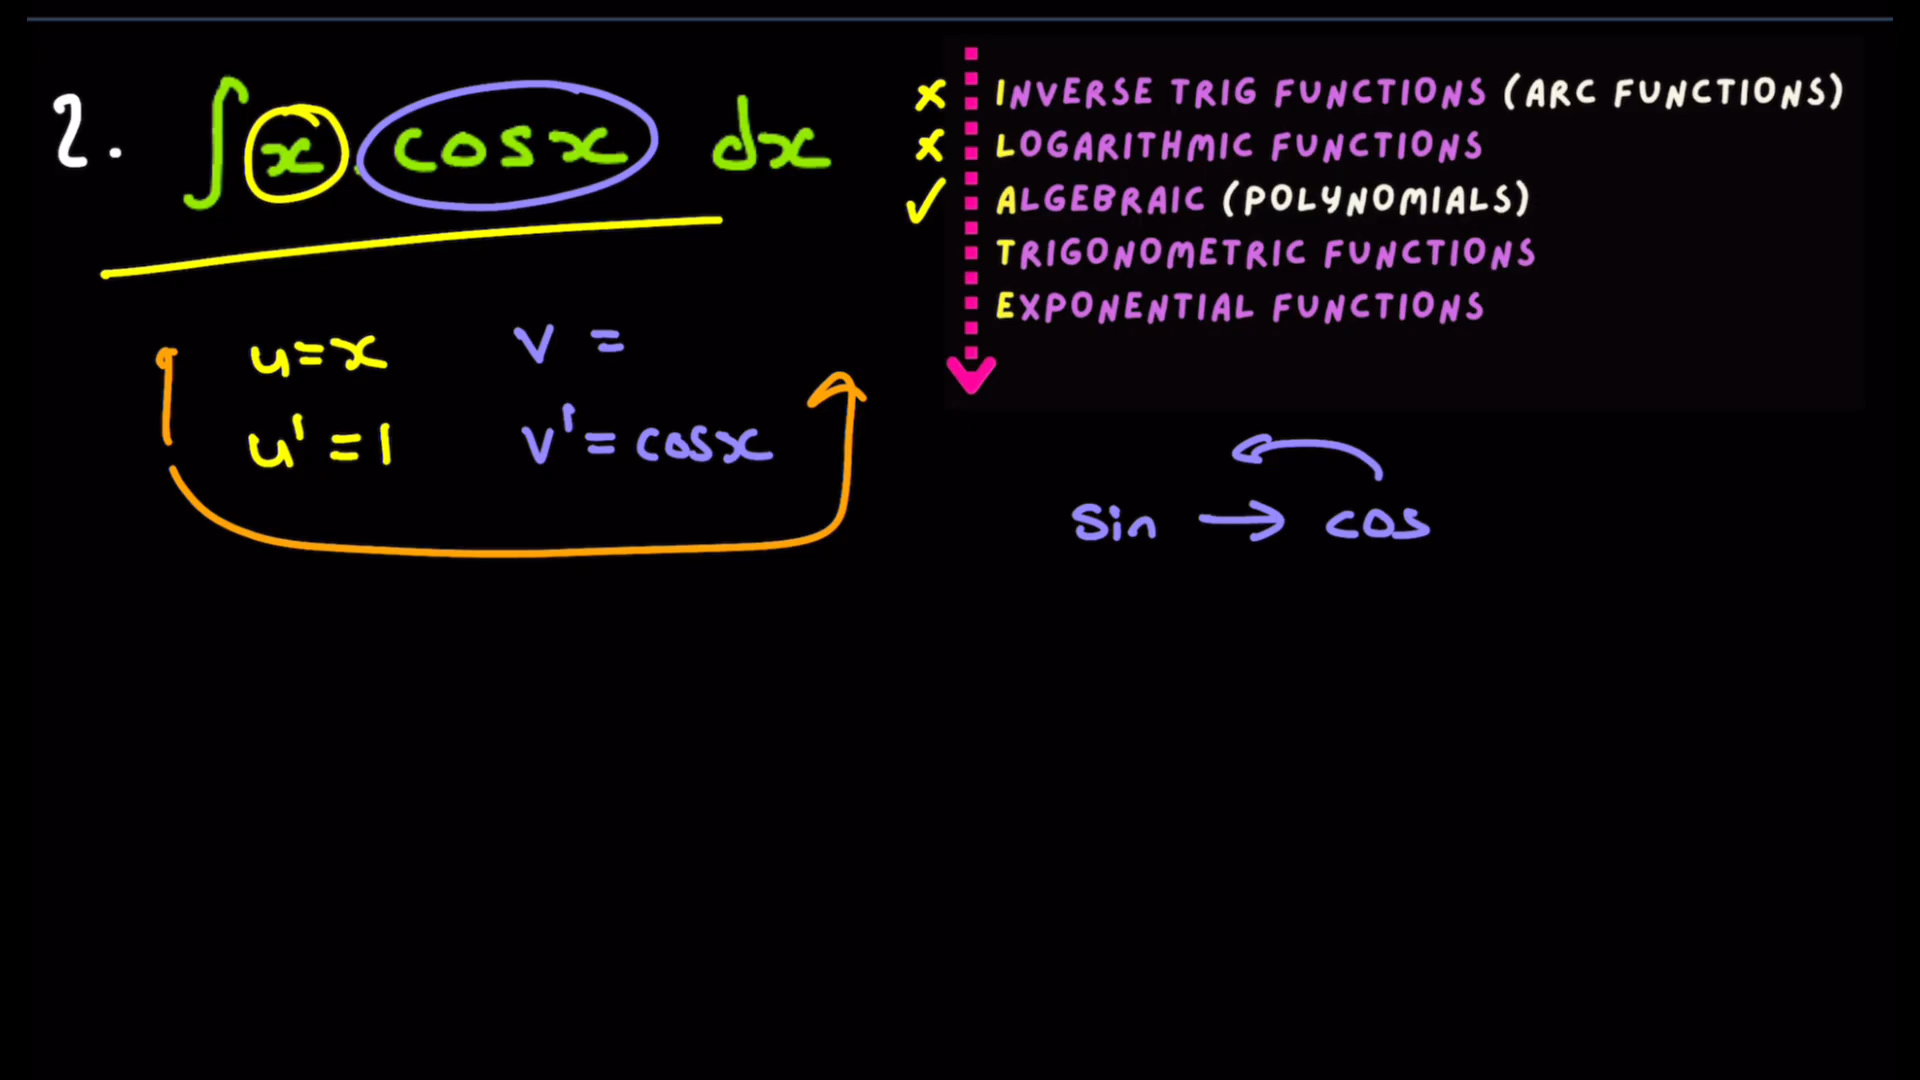 2. ∫ x . cosx dx
x INVERSE TRIG FUNCTIONS (ARC FUNCTIONS)
x LOGARITHMIC FUNCTIONS
✓ ALGEBRAIC (POLYNOMIALS)
TRIGONOMETRIC FUNCTIONS
EXPONENTIAL FUNCTIONS
u=x v =
u' = 1 v' = cosx
sin → cos